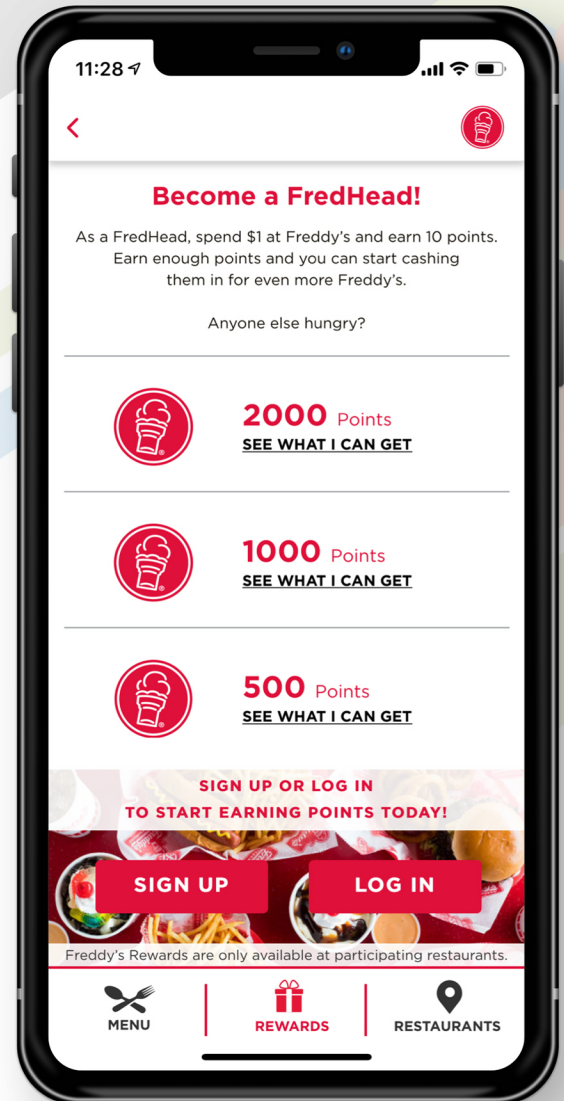 11:28
Become a FredHead!
As a FredHead, spend $1 at Freddy's and earn 10 points.
Earn enough points and you can start cashing
them in for even more Freddy's.
Anyone else hungry?
2000 Points
SEE WHAT I CAN GET
1000 Points
SEE WHAT I CAN GET
500 Points
SEE WHAT I CAN GET
SIGN UP OR LOG IN
TO START EARNING POINTS TODAY!
SIGN UP LOG IN
Freddy's Rewards are only available at participating restaurants.
MENU REWARDS RESTAURANTS